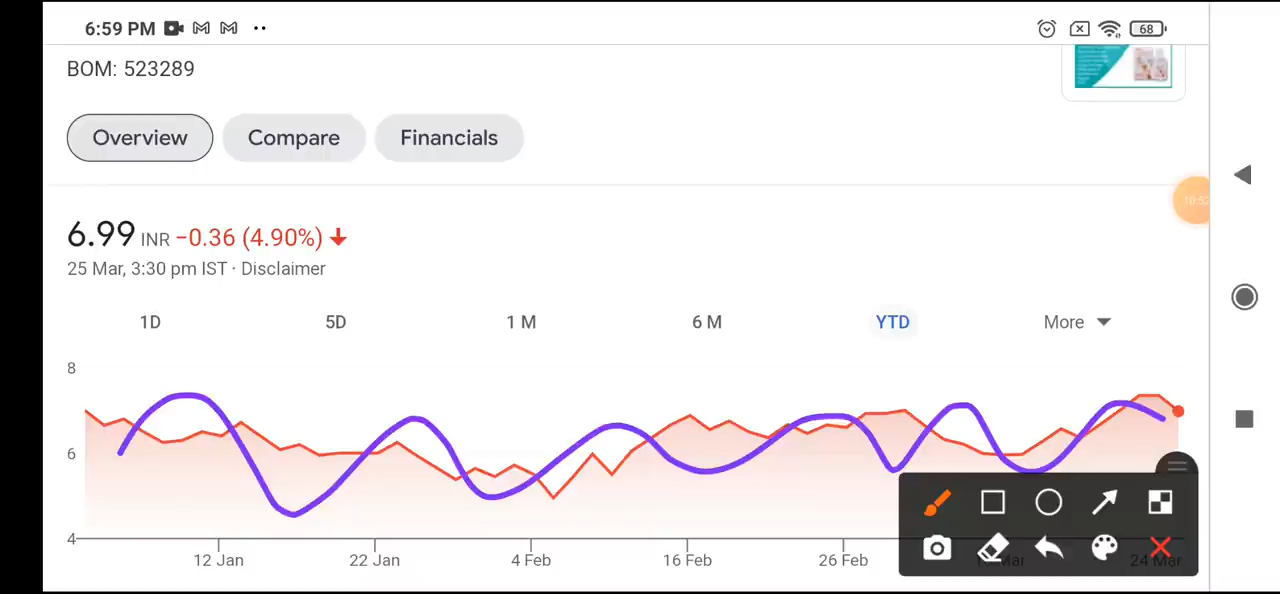 6:59 PM
68
BOM: 523289
Overview Compare Financials
6.99 INR −0.36 (4.90%)
25 Mar, 3:30 pm IST · Disclaimer
1D 5D 1 M 6 M YTD More
8
6
4
12 Jan 22 Jan 4 Feb 16 Feb 26 Feb Mar 24 Mar